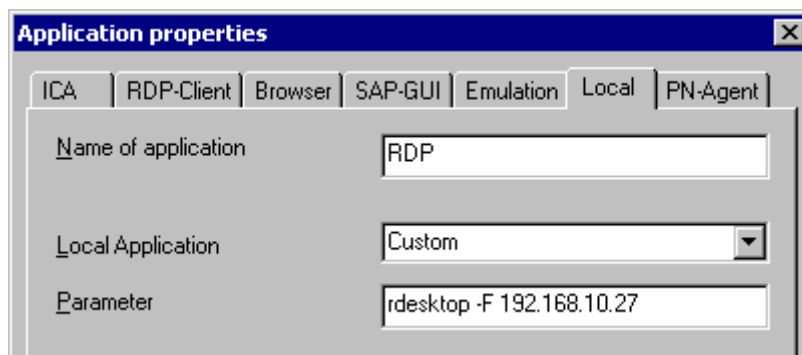 Application properties
ICA RDP-Client Browser SAP-GUI Emulation Local PN-Agent
Name of application RDP
Local Application Custom
Parameter rdesktop -F 192.168.10.27